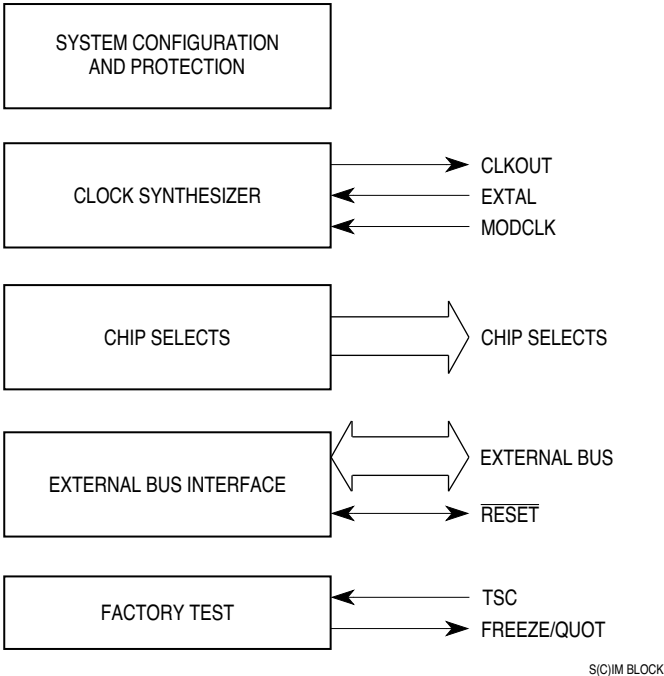 SYSTEM CONFIGURATION
AND PROTECTION
CLOCK SYNTHESIZER
CLKOUT
EXTAL
MODCLK
CHIP SELECTS
CHIP SELECTS
EXTERNAL BUS INTERFACE
EXTERNAL BUS
RESET
FACTORY TEST
TSC
FREEZE/QUOT
S(C)IM BLOCK